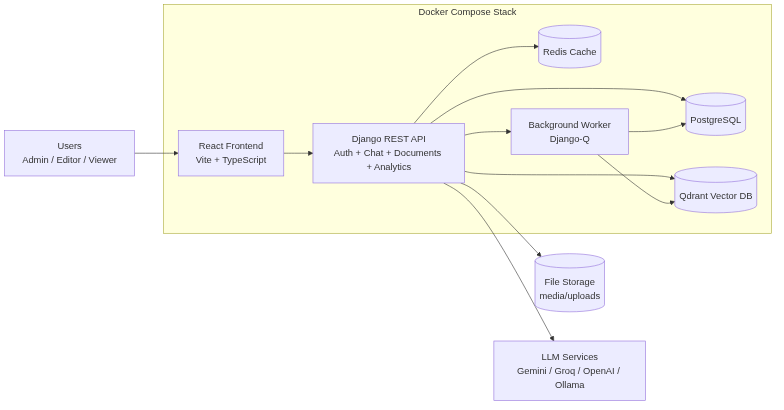 Docker Compose Stack
Users
Admin / Editor / Viewer
React Frontend
Vite + TypeScript
Django REST API
Auth + Chat + Documents
+ Analytics
Redis Cache
Background Worker
Django-Q
PostgreSQL
Qdrant Vector DB
File Storage
media/uploads
LLM Services
Gemini / Groq / OpenAI /
Ollama